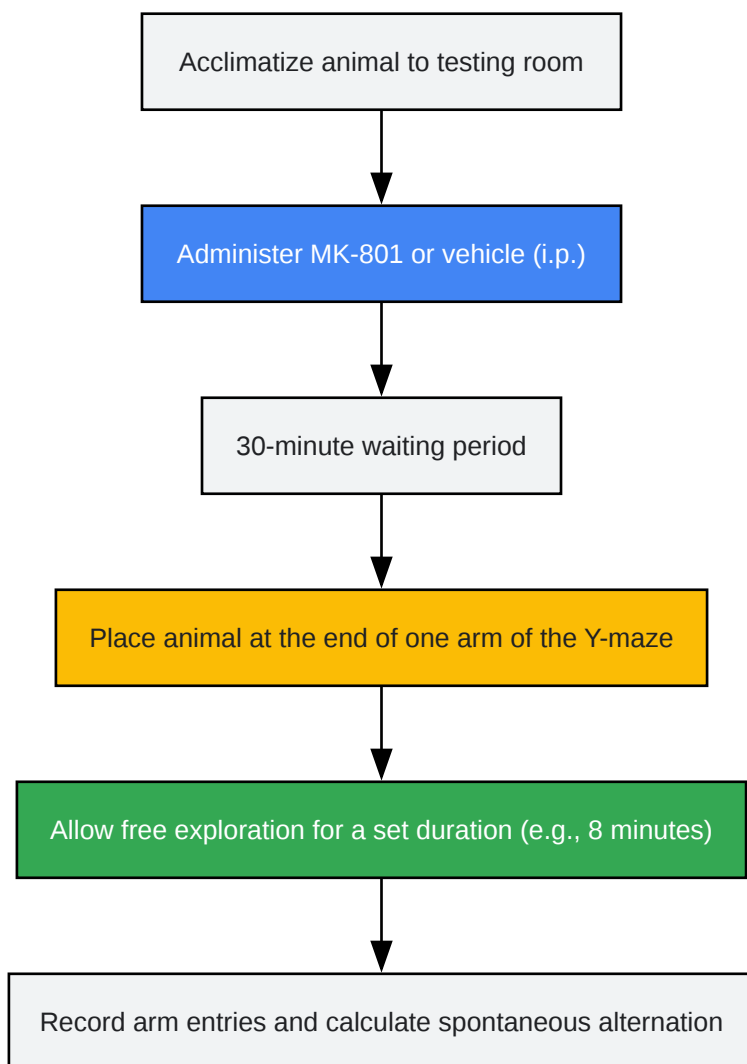 Acclimatize animal to testing room
Administer MK-801 or vehicle (i.p.)
30-minute waiting period
Place animal at the end of one arm of the Y-maze
Allow free exploration for a set duration (e.g., 8 minutes)
Record arm entries and calculate spontaneous alternation